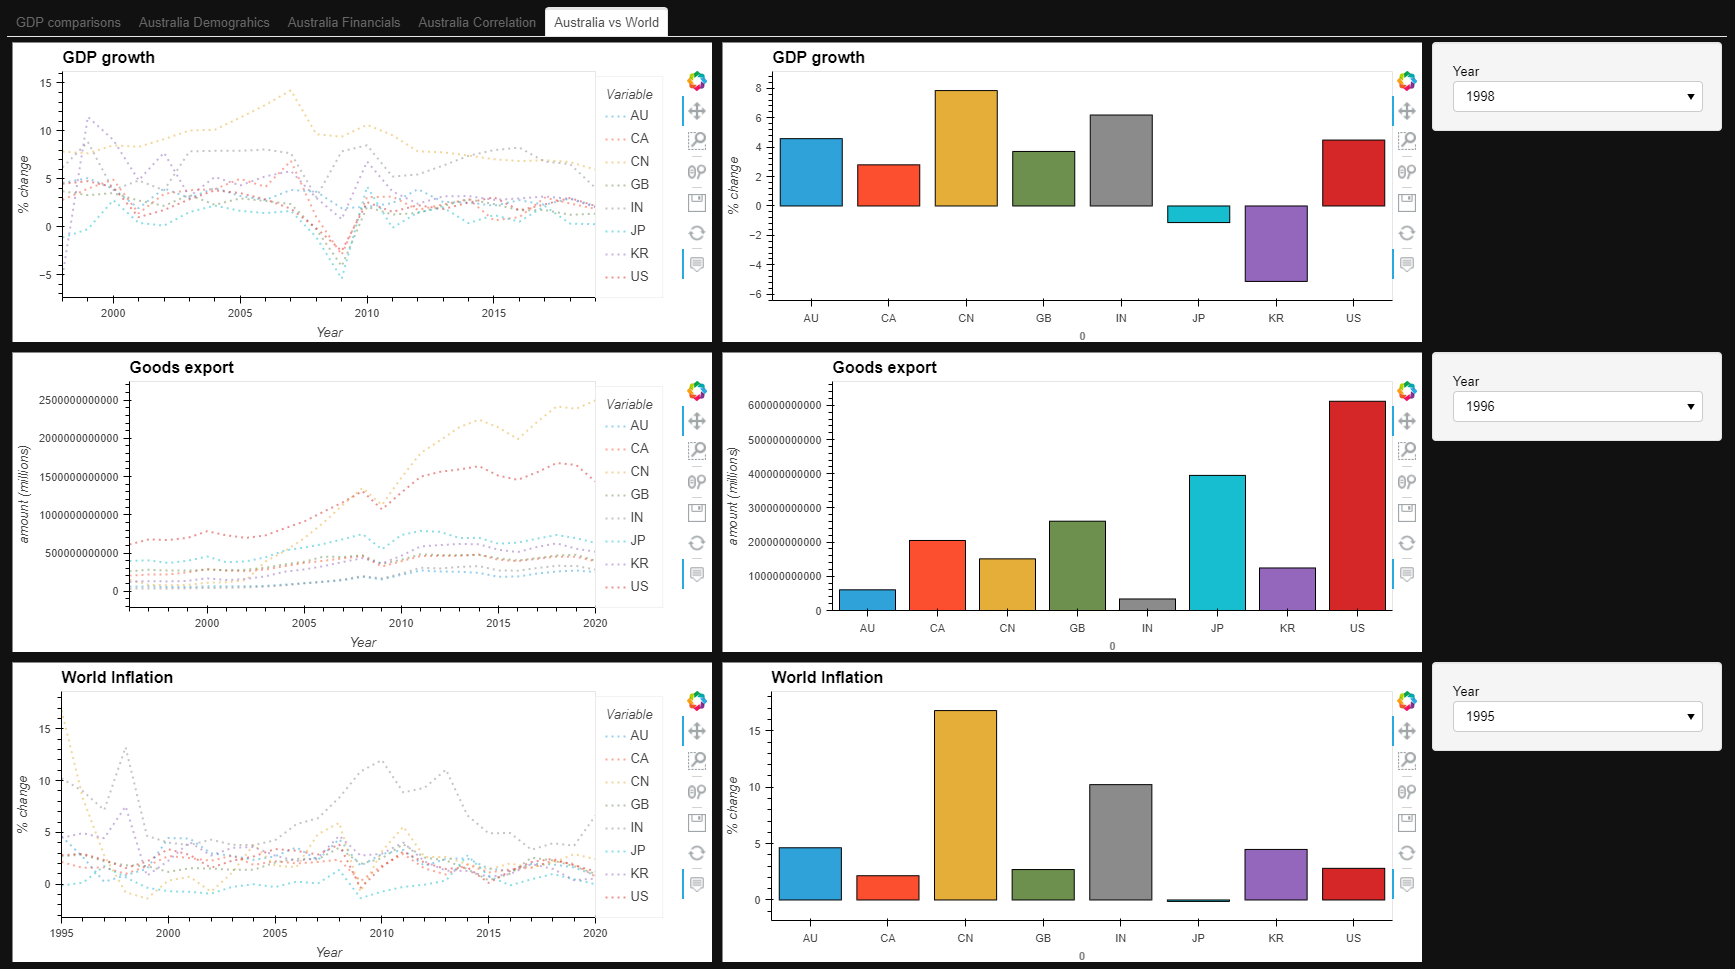 GDP comparisons Australia Demograhics Australia Financials Australia Correlation Australia vs World
GDP growth
% change
15
10
5
0
−5
2000 2005 2010 2015
Year
Variable
AU
CA
CN
GB
IN
JP
KR
US
GDP growth
% change
8
6
4
2
0
−2
−4
−6
AU CA CN GB IN JP KR US
0
Year
1998
Goods export
amount (millions)
2500000000000
2000000000000
1500000000000
1000000000000
500000000000
0
2000 2005 2010 2015 2020
Year
Variable
AU
CA
CN
GB
IN
JP
KR
US
Goods export
amount (millions)
600000000000
500000000000
400000000000
300000000000
200000000000
100000000000
0
AU CA CN GB IN JP KR US
0
Year
1996
World Inflation
% change
15
10
5
0
1995 2000 2005 2010 2015 2020
Year
Variable
AU
CA
CN
GB
IN
JP
KR
US
World Inflation
% change
15
10
5
0
AU CA CN GB IN JP KR US
0
Year
1995